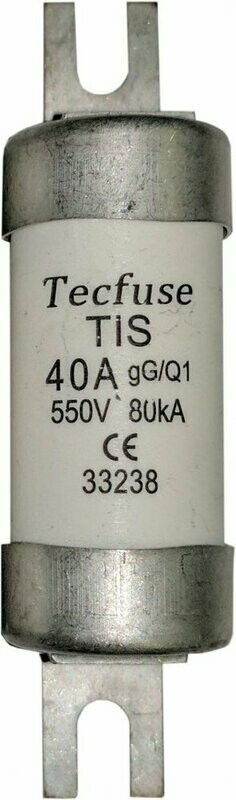 Tecfuse
TIS
40A gG/Q1
550V 80kA
CE
33238